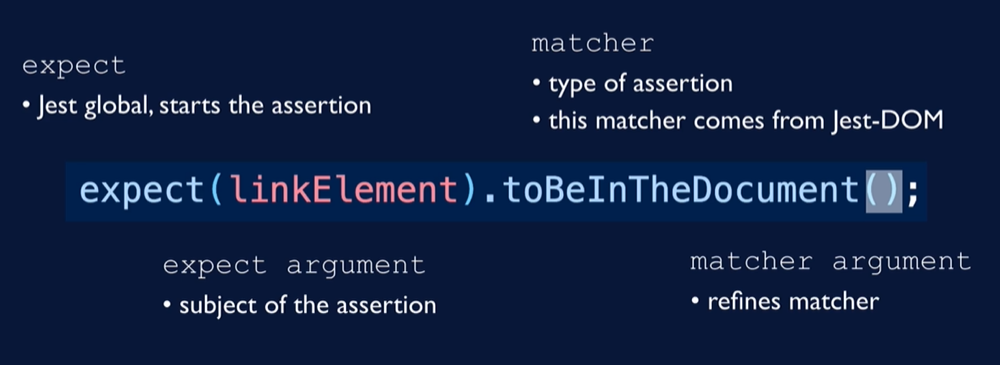 expect
• Jest global, starts the assertion
matcher
• type of assertion
• this matcher comes from Jest-DOM
expect(linkElement).toBeInTheDocument();
expect argument
• subject of the assertion
matcher argument
• refines matcher